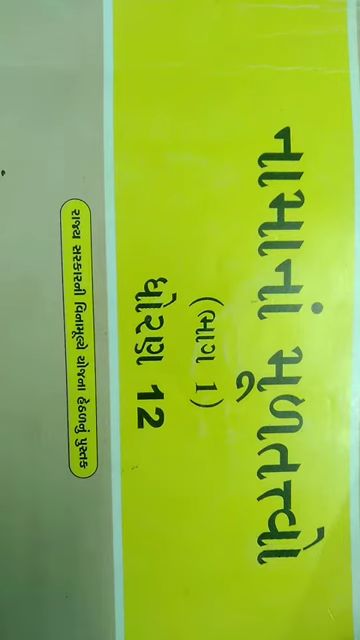 નામાનાં મૂળતત્ત્વો
(ભાગ 1)
ધોરણ 12
રાજ્ય સરકારની વિનામૂલ્યે યોજના હેઠળનું પુસ્તક